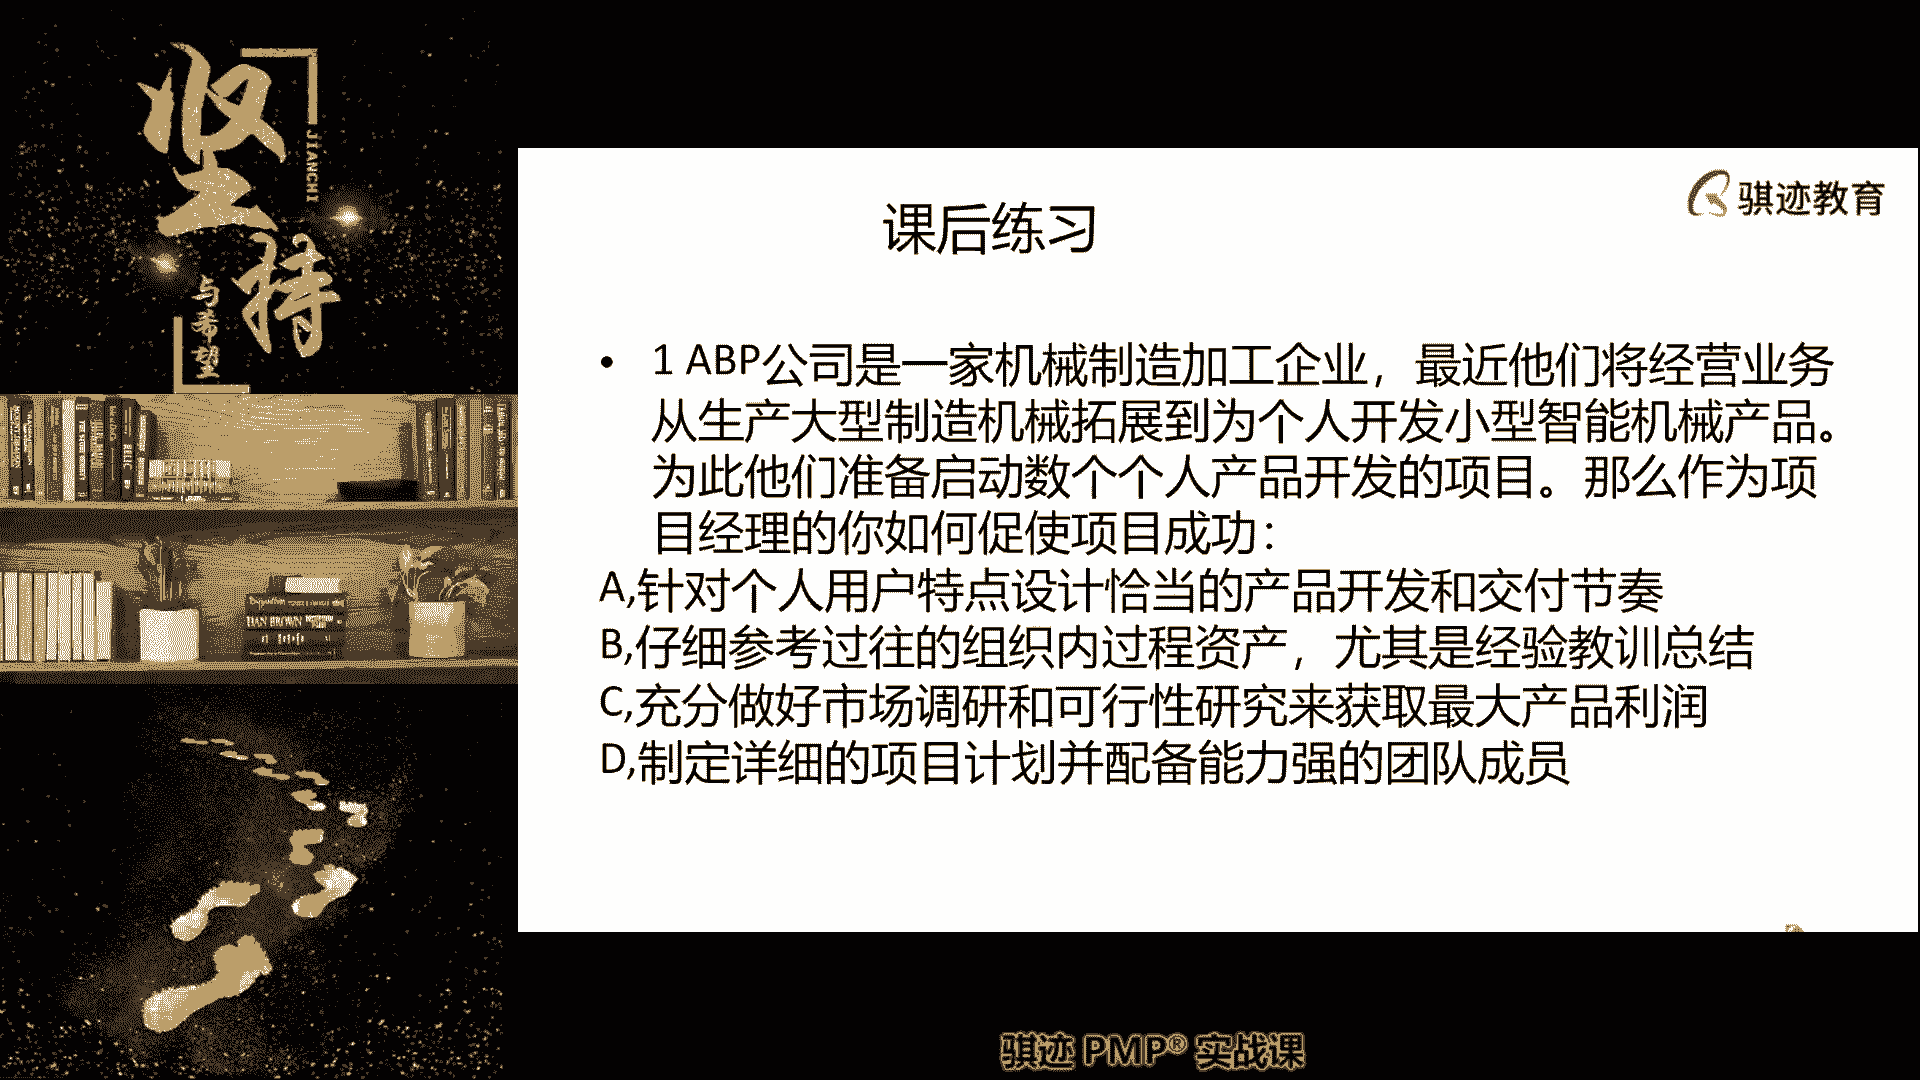 坚
持
JIANCHI
与希望
骐迹教育
课后练习
• 1 ABP公司是一家机械制造加工企业，最近他们将经营业务
从生产大型制造机械拓展到为个人开发小型智能机械产品。
为此他们准备启动数个个人产品开发的项目。那么作为项
目经理的你如何促使项目成功：
A,针对个人用户特点设计恰当的产品开发和交付节奏
B,仔细参考过往的组织内过程资产，尤其是经验教训总结
C,充分做好市场调研和可行性研究来获取最大产品利润
D,制定详细的项目计划并配备能力强的团队成员
DAN BROWN
骐迹 PMP® 实战课